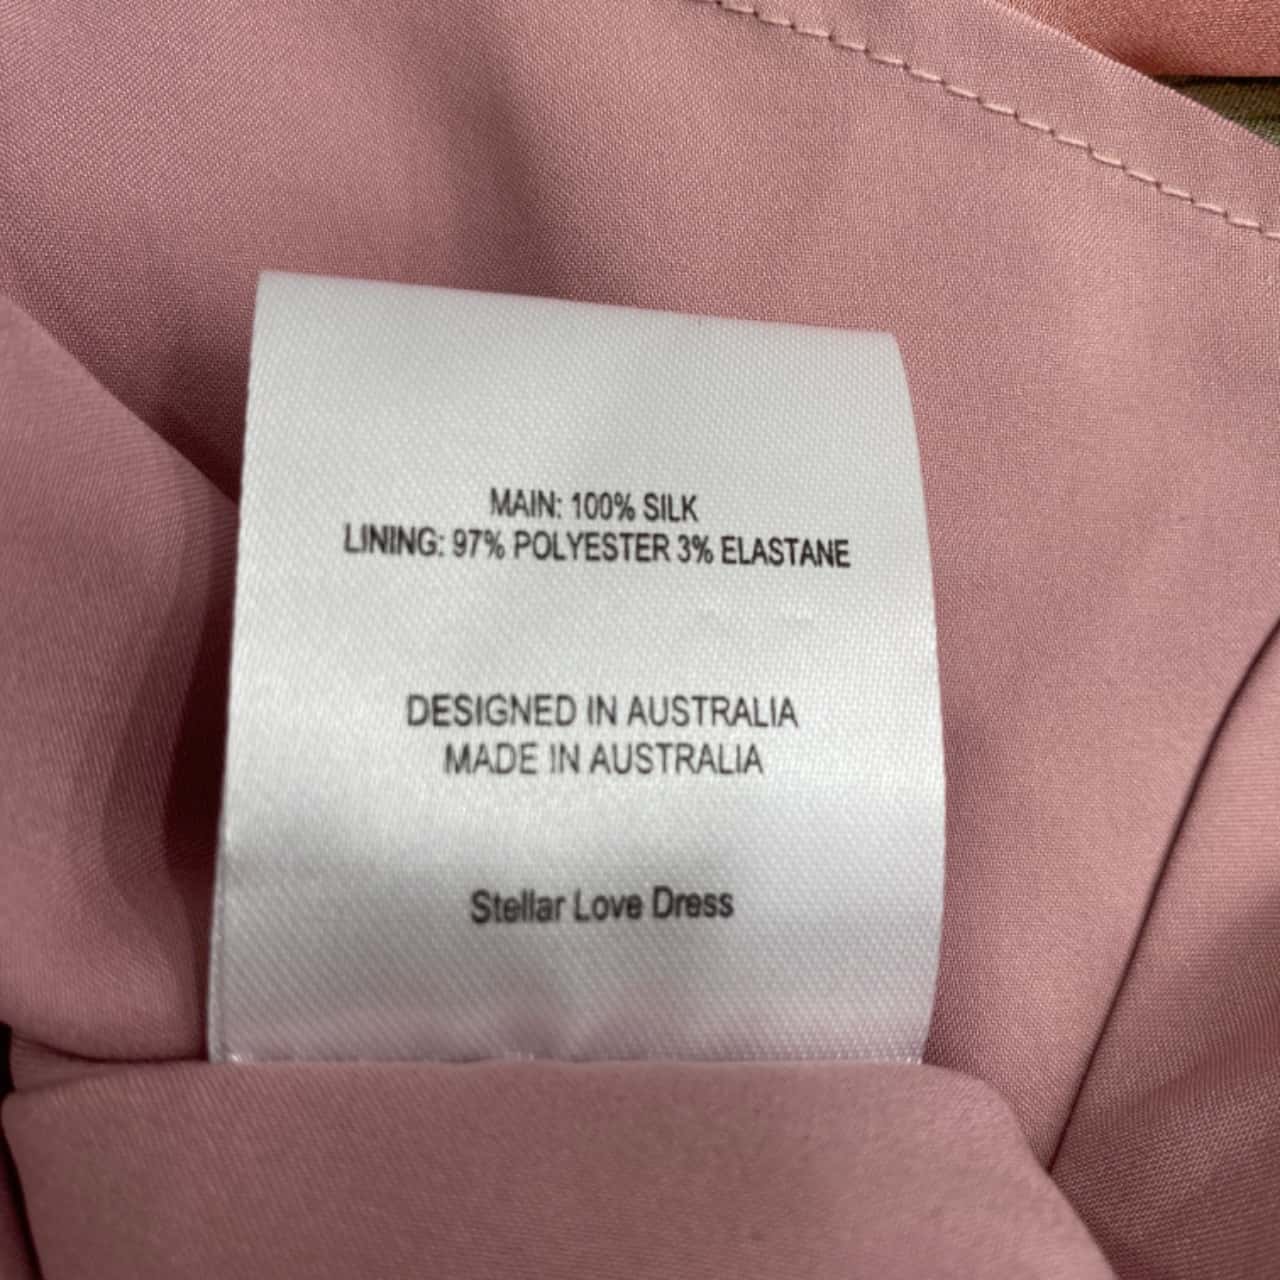 MAIN: 100% SILK
LINING: 97% POLYESTER 3% ELASTANE
DESIGNED IN AUSTRALIA
MADE IN AUSTRALIA
Stellar Love Dress